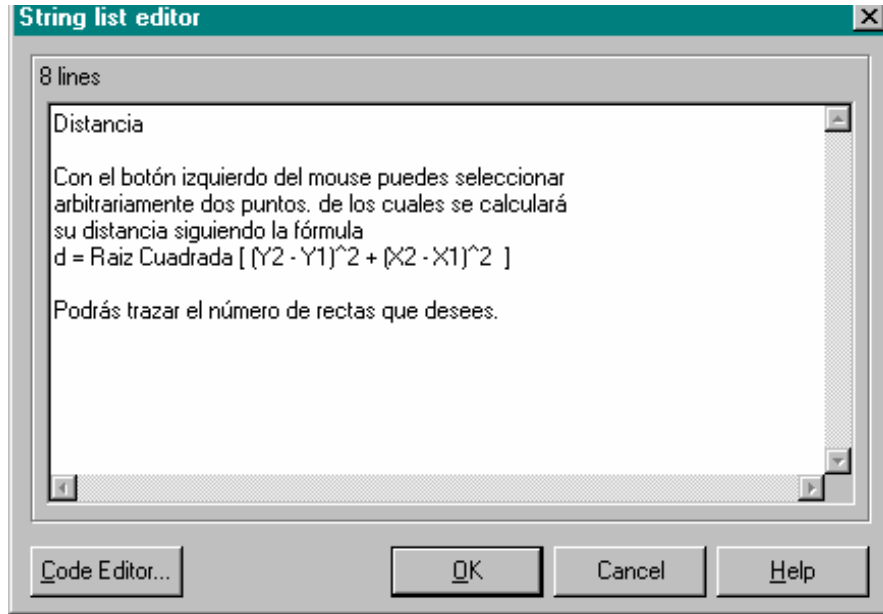 String list editor
8 lines
Distancia
Con el botón izquierdo del mouse puedes seleccionar
arbitrariamente dos puntos. de los cuales se calculará
su distancia siguiendo la fórmula
d = Raiz Cuadrada [ (Y2 - Y1)^2 + (X2 - X1)^2  ]
Podrás trazar el número de rectas que desees.
Code Editor...
OK
Cancel
Help